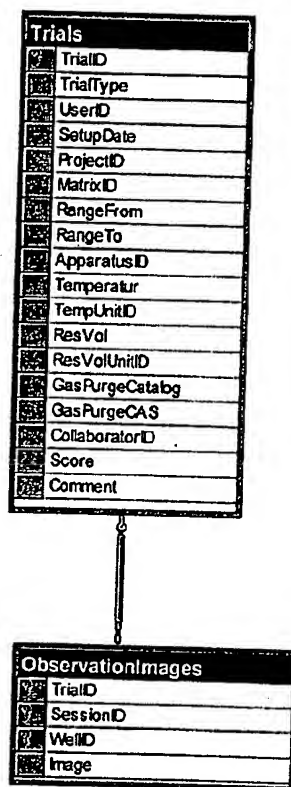 Trials
TrialID
TrialType
UserID
SetupDate
ProjectID
MatrixID
RangeFrom
RangeTo
ApparatusID
Temperatur
TempUnitID
ResVol
ResVolUnitID
GasPurgeCatalog
GasPurgeCAS
CollaboratorID
Score
Comment
ObservationImages
TrialID
SessionID
WellID
Image